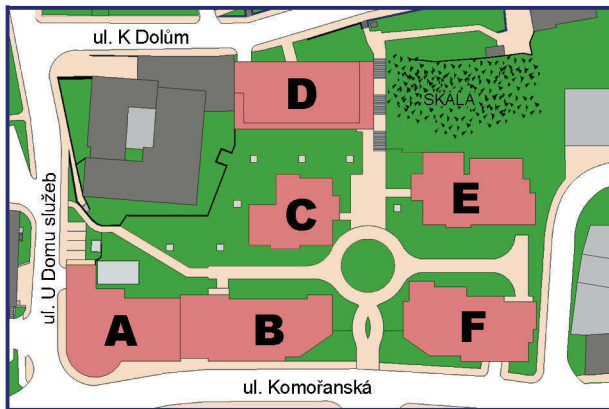 ul. K Dolům
D
SKÁLA
E
C
ul. U Domu služeb
A
B
F
ul. Komořanská